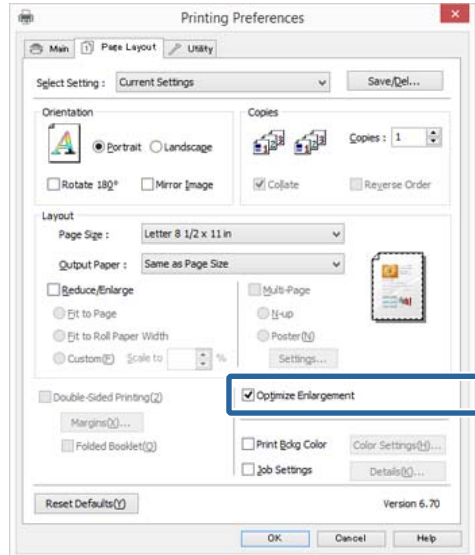 Printing Preferences
Main
Page Layout
Utility
Select Setting : Current Settings
Save/Del...
Orientation
Portrait
Landscape
Rotate 180°
Mirror Image
Copies
Copies : 1
Collate
Reverse Order
Layout
Page Size : Letter 8 1/2 x 11 in
Output Paper : Same as Page Size
Reduce/Enlarge
Fit to Page
Fit to Roll Paper Width
Custom(F) Scale to %
Multi-Page
N-up
Poster(N)
Settings...
Double-Sided Printing(2)
Margins(X)...
Folded Booklet(Q)
Optimize Enlargement
Print Bckg Color
Color Settings(H)...
Job Settings
Details(K)...
Reset Defaults(Y)
Version 6.70
OK
Cancel
Help